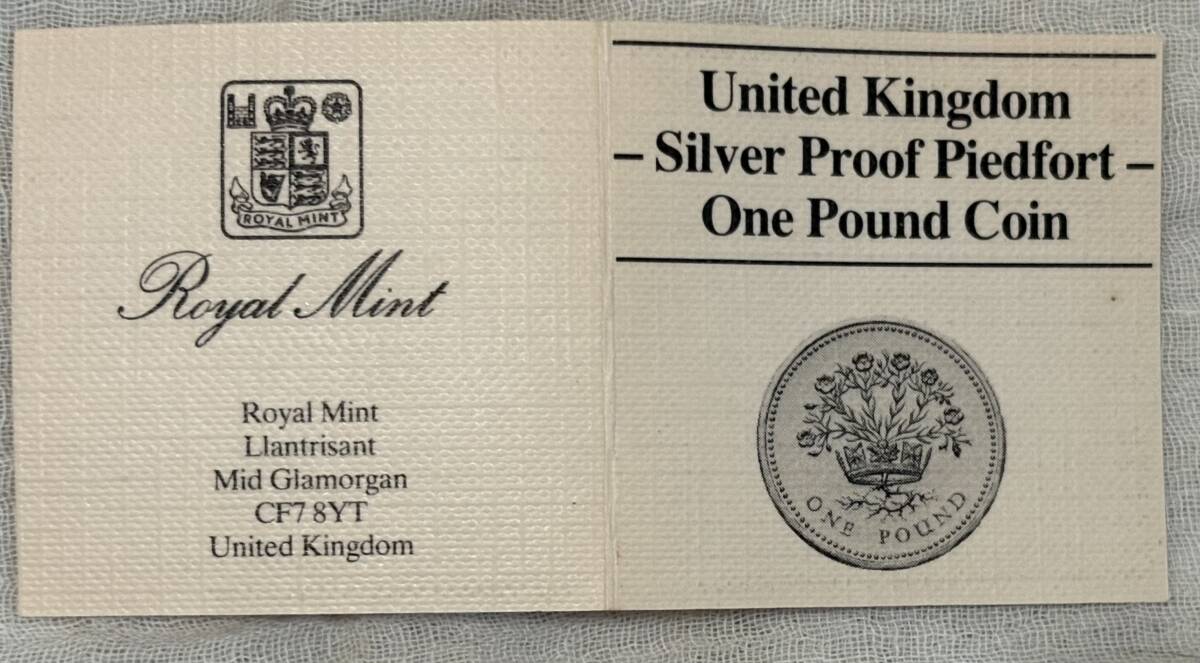 ROYAL MINT
Royal Mint
Royal Mint
Llantrisant
Mid Glamorgan
CF7 8YT
United Kingdom
United Kingdom
– Silver Proof Piedfort –
One Pound Coin
ONE POUND